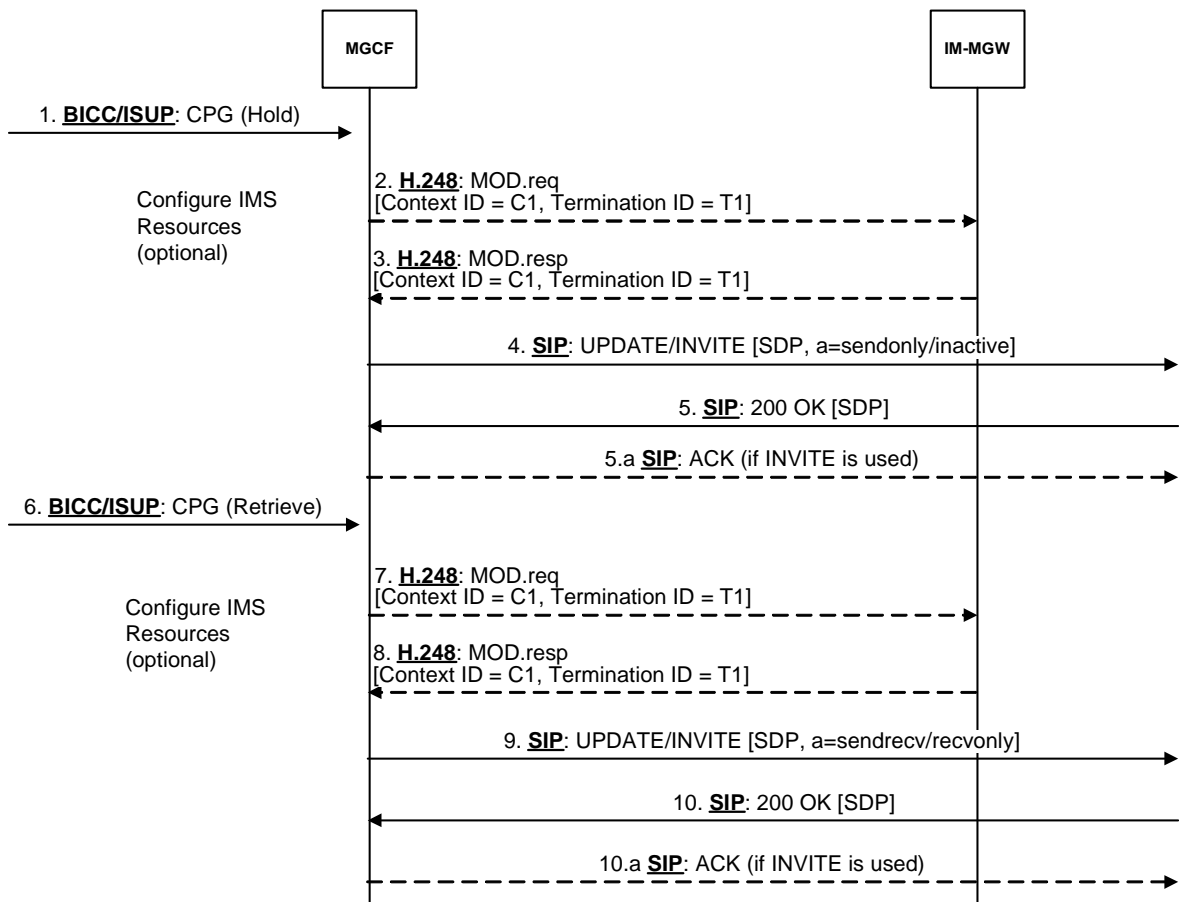 MGCF
IM-MGW
1. BICC/ISUP: CPG (Hold)
Configure IMS
Resources
(optional)
2. H.248: MOD.req
[Context ID = C1, Termination ID = T1]
3. H.248: MOD.resp
[Context ID = C1, Termination ID = T1]
4. SIP: UPDATE/INVITE [SDP, a=sendonly/inactive]
5. SIP: 200 OK [SDP]
5.a SIP: ACK (if INVITE is used)
6. BICC/ISUP: CPG (Retrieve)
Configure IMS
Resources
(optional)
7. H.248: MOD.req
[Context ID = C1, Termination ID = T1]
8. H.248: MOD.resp
[Context ID = C1, Termination ID = T1]
9. SIP: UPDATE/INVITE [SDP, a=sendrecv/recvonly]
10. SIP: 200 OK [SDP]
10.a SIP: ACK (if INVITE is used)